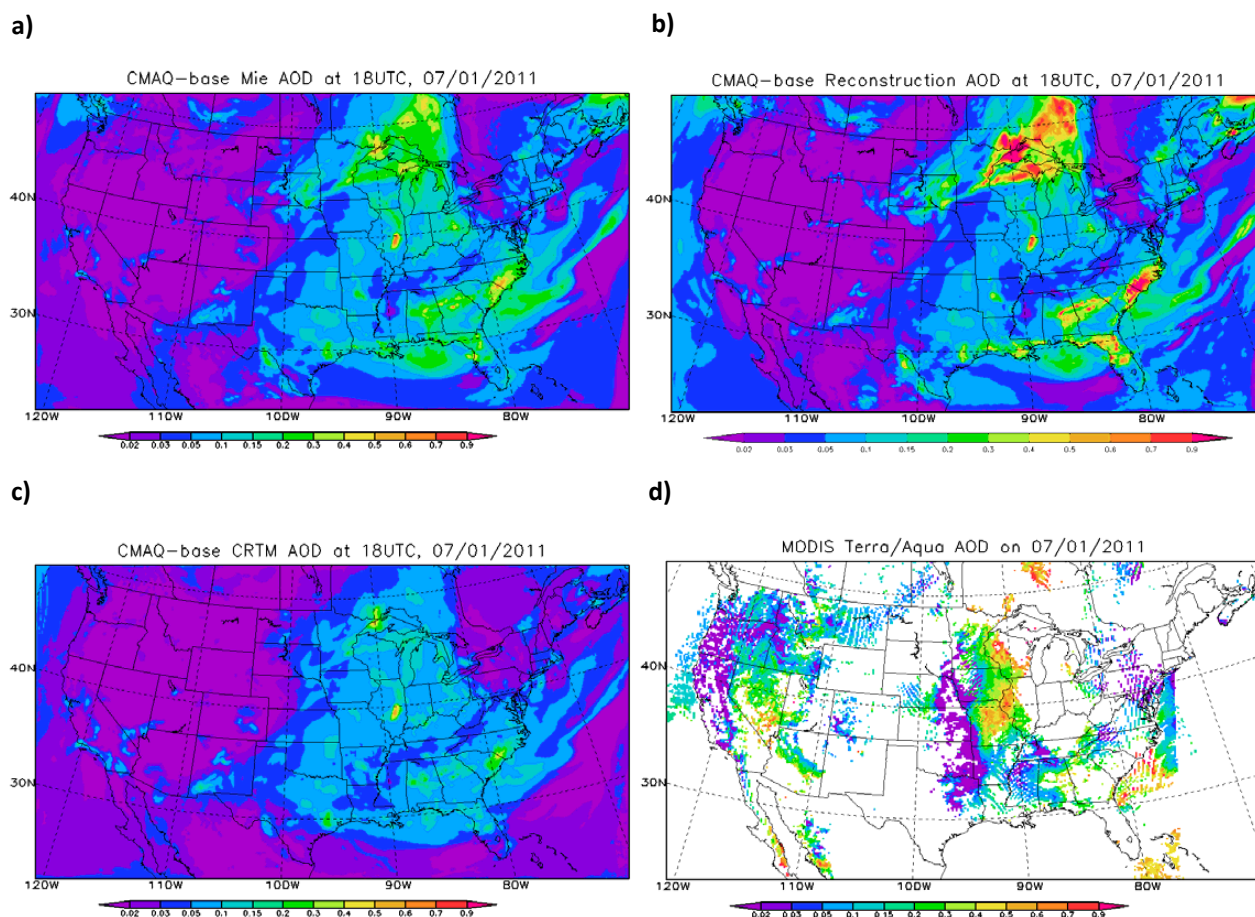 a)
b)
CMAQ-base Mie AOD at 18UTC, 07/01/2011
CMAQ-base Reconstruction AOD at 18UTC, 07/01/2011
40N
30N
120W 110W 100W 90W 80W
0.02 0.03 0.05 0.1 0.15 0.2 0.3 0.4 0.5 0.6 0.7 0.9
40N
30N
120W 110W 100W 90W 80W
0.02 0.03 0.05 0.1 0.15 0.2 0.3 0.4 0.5 0.6 0.7 0.9
c)
d)
CMAQ-base CRTM AOD at 18UTC, 07/01/2011
MODIS Terra/Aqua AOD on 07/01/2011
40N
30N
120W 110W 100W 90W 80W
0.02 0.03 0.05 0.1 0.15 0.2 0.3 0.4 0.5 0.6 0.7 0.9
40N
30N
120W 110W 100W 90W 80W
0.02 0.03 0.05 0.1 0.15 0.2 0.3 0.4 0.5 0.6 0.7 0.9